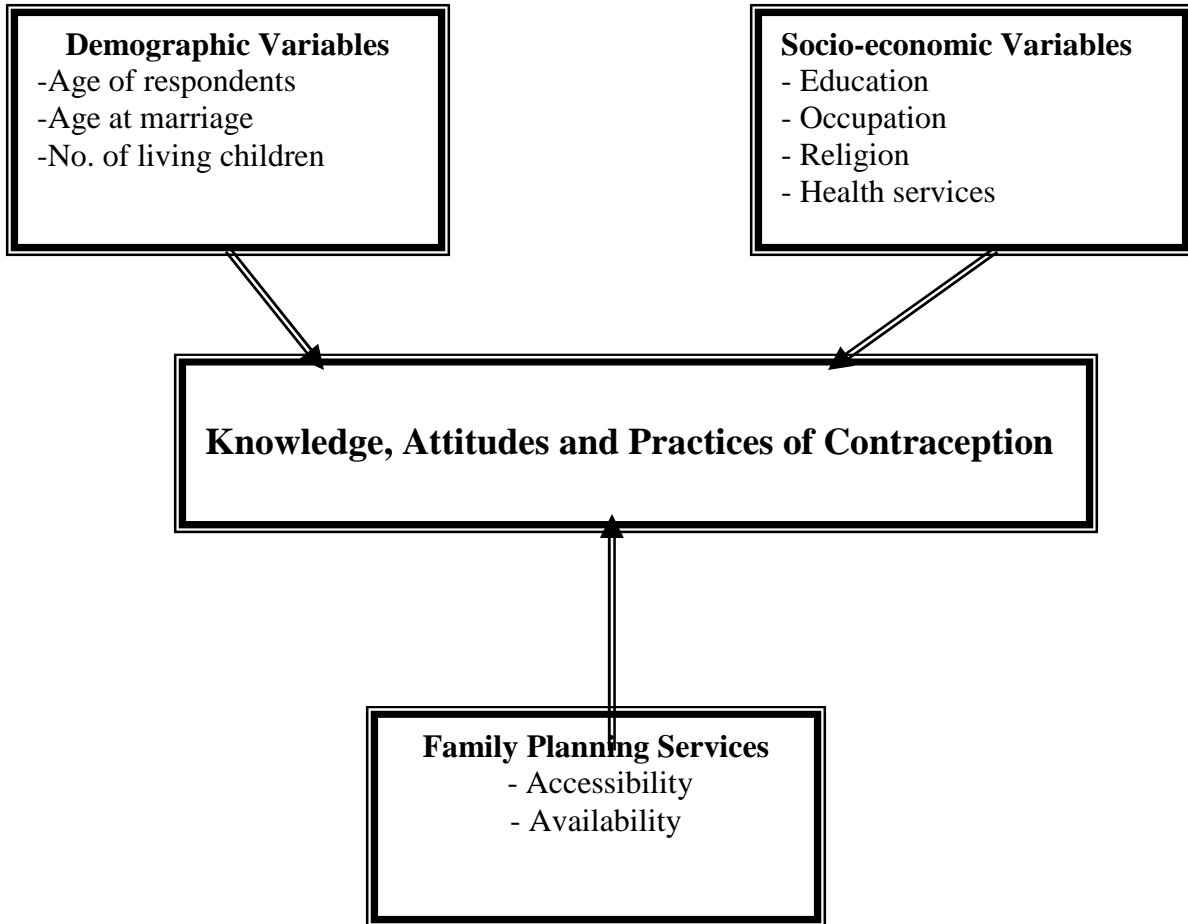 Demographic Variables
-Age of respondents
-Age at marriage
-No. of living children
Socio-economic Variables
- Education
- Occupation
- Religion
- Health services
Knowledge, Attitudes and Practices of Contraception
Family Planning Services
- Accessibility
- Availability